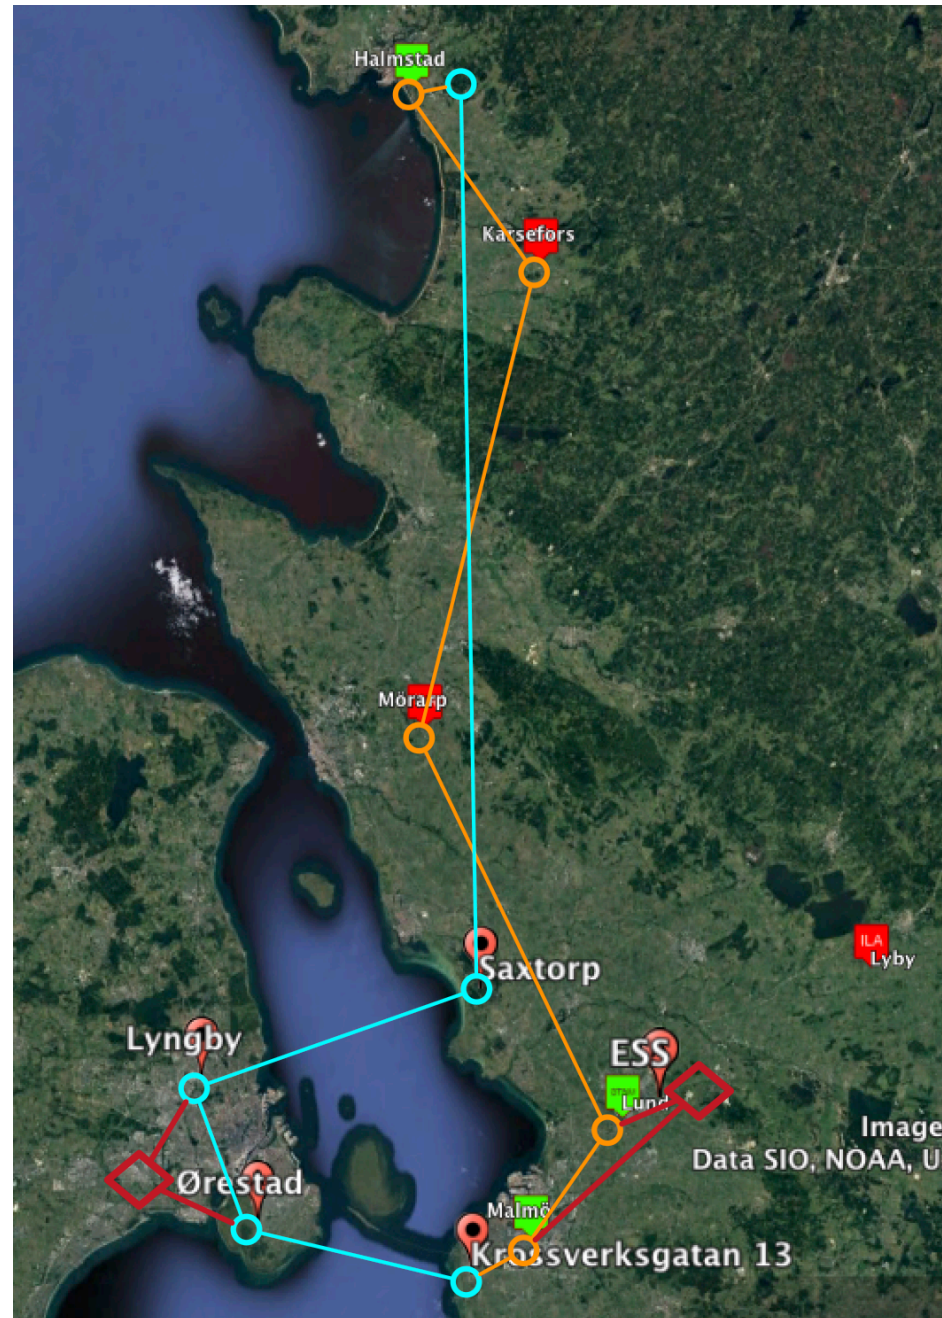 Halmstad
Karsefors
Mörarp
Saxtorp
ILA
Lyby
Lyngby
ESS
Lund
Image
Data SIO, NOAA, U
Ørestad
Malmö
Krossverksgatan 13